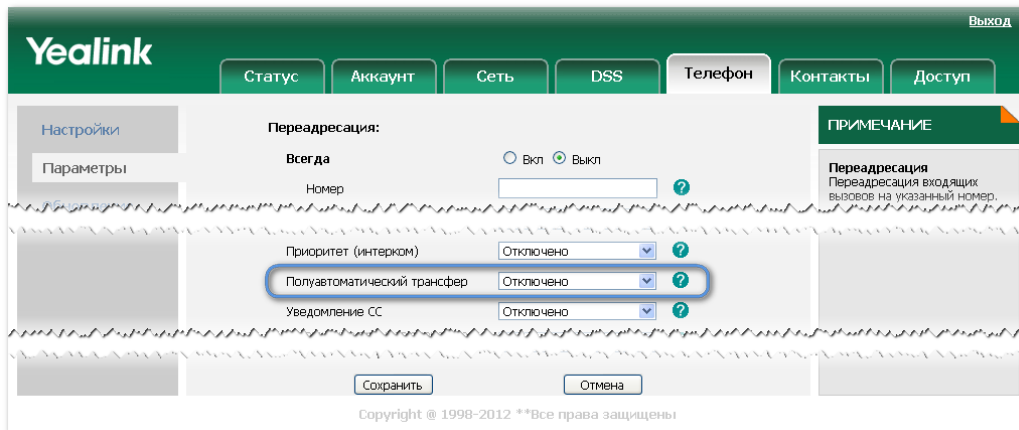 Выход
Yealink
Статус Аккаунт Сеть DSS Телефон Контакты Доступ
Настройки
Параметры
Переадресация:
Всегда Вкл Выкл
Номер
ПРИМЕЧАНИЕ
Переадресация
Переадресация входящих
вызовов на указанный номер.
Приоритет (интерком) Отключено
Полуавтоматический трансфер Отключено
Уведомление СС Отключено
Сохранить Отмена
Copyright @ 1998-2012 **Все права защищены